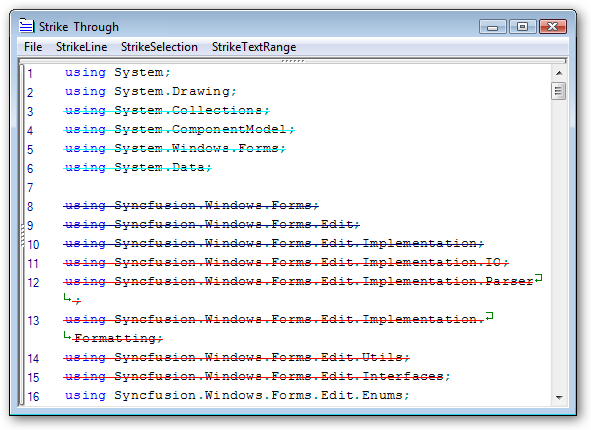 Strike Through
File StrikeLine StrikeSelection StrikeTextRange
1 using System;
2 using System.Drawing;
3 using System.Collections;
4 using System.ComponentModel;
5 using System.Windows.Forms;
6 using System.Data;
7
8 using Syncfusion.Windows.Forms;
9 using Syncfusion.Windows.Forms.Edit;
10 using Syncfusion.Windows.Forms.Edit.Implementation;
11 using Syncfusion.Windows.Forms.Edit.Implementation.IO;
12 using Syncfusion.Windows.Forms.Edit.Implementation.Parser
;
13 using Syncfusion.Windows.Forms.Edit.Implementation.
Formatting;
14 using Syncfusion.Windows.Forms.Edit.Utils;
15 using Syncfusion.Windows.Forms.Edit.Interfaces;
16 using Syncfusion.Windows.Forms.Edit.Enums;